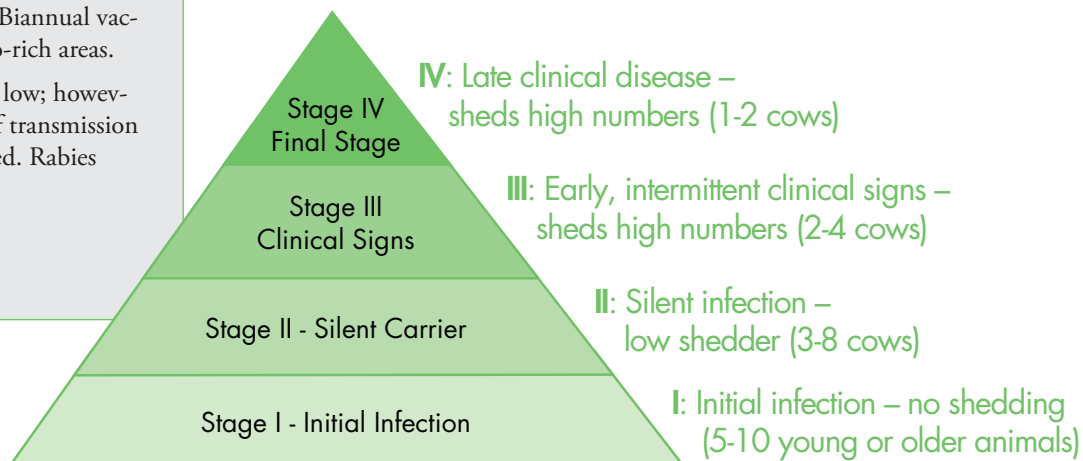 Biannual vac-
-rich areas.
low; howev-
transmission
ed. Rabies
Stage IV
Final Stage
Stage III
Clinical Signs
Stage II - Silent Carrier
Stage I - Initial Infection
IV: Late clinical disease –
sheds high numbers (1-2 cows)
III: Early, intermittent clinical signs –
sheds high numbers (2-4 cows)
II: Silent infection –
low shedder (3-8 cows)
I: Initial infection – no shedding
(5-10 young or older animals)